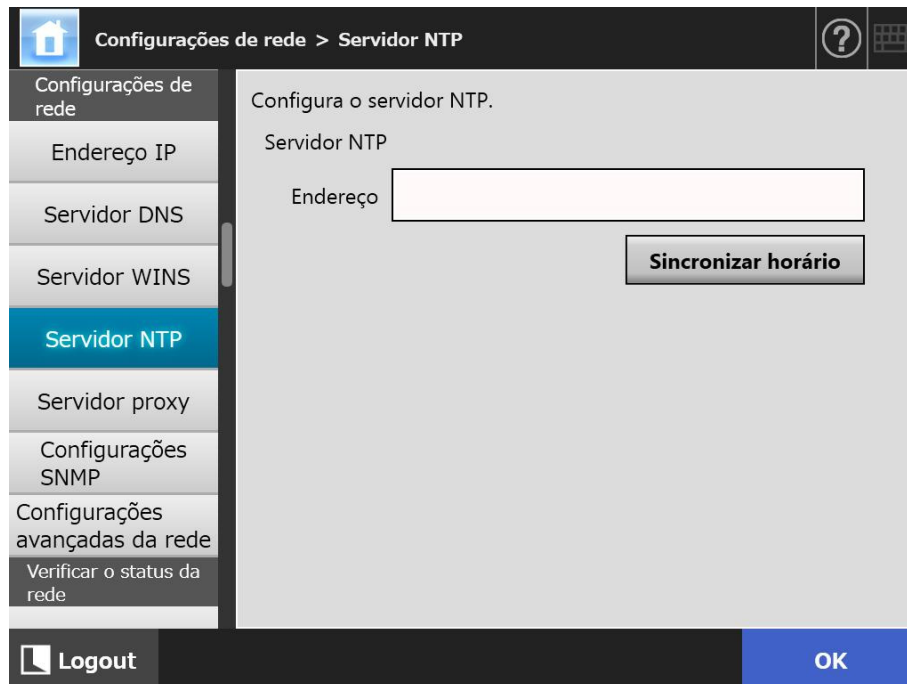 Configurações de rede > Servidor NTP
?
Configurações de
rede
Endereço IP
Servidor DNS
Servidor WINS
Servidor NTP
Servidor proxy
Configurações
SNMP
Configurações
avançadas da rede
Verificar o status da
rede
Configura o servidor NTP.
Servidor NTP
Endereço
Sincronizar horário
Logout
OK